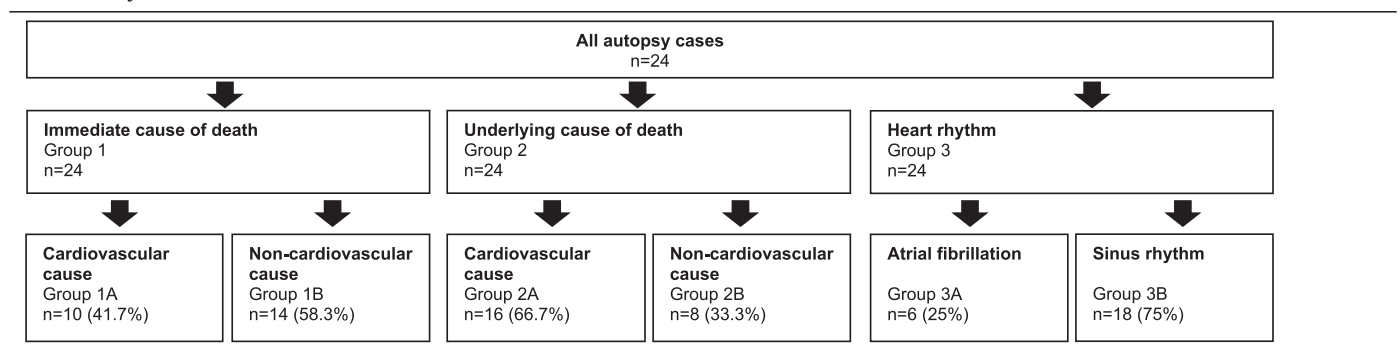 All autopsy cases
n=24
Immediate cause of death
Group 1
n=24
Underlying cause of death
Group 2
n=24
Heart rhythm
Group 3
n=24
Cardiovascular
cause
Group 1A
n=10 (41.7%)
Non-cardiovascular
cause
Group 1B
n=14 (58.3%)
Cardiovascular
cause
Group 2A
n=16 (66.7%)
Non-cardiovascular
cause
Group 2B
n=8 (33.3%)
Atrial fibrillation
Group 3A
n=6 (25%)
Sinus rhythm
Group 3B
n=18 (75%)